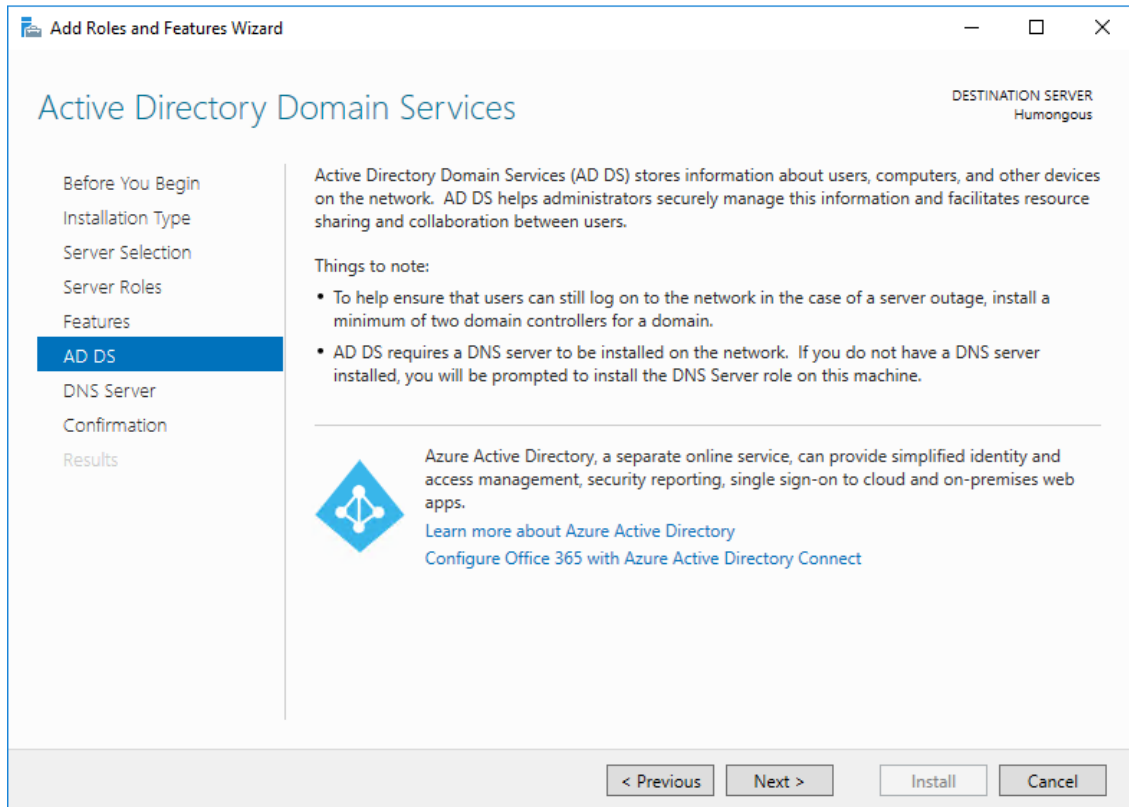 Add Roles and Features Wizard
Active Directory Domain Services
DESTINATION SERVER
Humongous
Before You Begin
Installation Type
Server Selection
Server Roles
Features
AD DS
DNS Server
Confirmation
Results
Active Directory Domain Services (AD DS) stores information about users, computers, and other devices
on the network.  AD DS helps administrators securely manage this information and facilitates resource
sharing and collaboration between users.
Things to note:
• To help ensure that users can still log on to the network in the case of a server outage, install a
minimum of two domain controllers for a domain.
• AD DS requires a DNS server to be installed on the network.  If you do not have a DNS server
installed, you will be prompted to install the DNS Server role on this machine.
Azure Active Directory, a separate online service, can provide simplified identity and
access management, security reporting, single sign-on to cloud and on-premises web
apps.
Learn more about Azure Active Directory
Configure Office 365 with Azure Active Directory Connect
< Previous
Next >
Install
Cancel